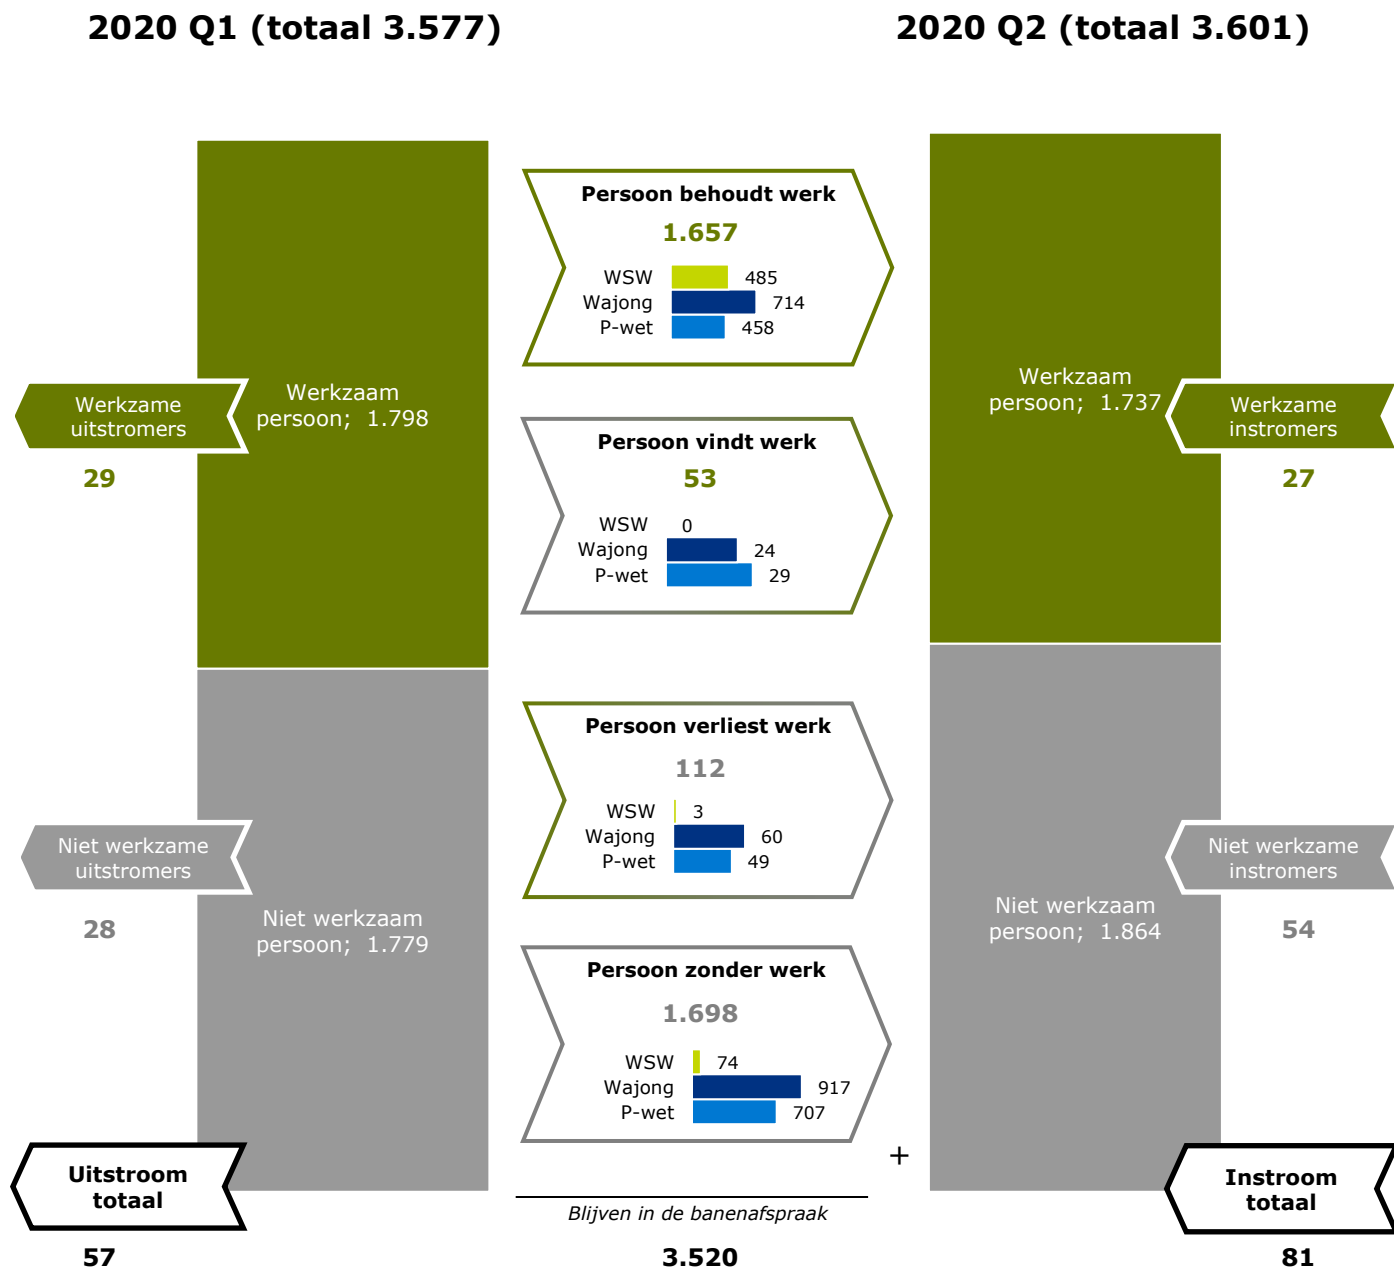 2020 Q1 (totaal 3.577)
2020 Q2 (totaal 3.601)
Persoon behoudt werk
1.657
WSW 485
Wajong 714
P-wet 458
Werkzame
uitstromers
29
Werkzaam
persoon; 1.798
Werkzaam
persoon; 1.737
Werkzame
instromers
27
Persoon vindt werk
53
WSW 0
Wajong 24
P-wet 29
Persoon verliest werk
112
WSW 3
Wajong 60
P-wet 49
Niet werkzame
uitstromers
28
Niet werkzaam
persoon; 1.779
Niet werkzaam
persoon; 1.864
Niet werkzame
instromers
54
Persoon zonder werk
1.698
WSW 74
Wajong 917
P-wet 707
+
Uitstroom
totaal
57
Blijven in de banenafspraak
3.520
Instroom
totaal
81